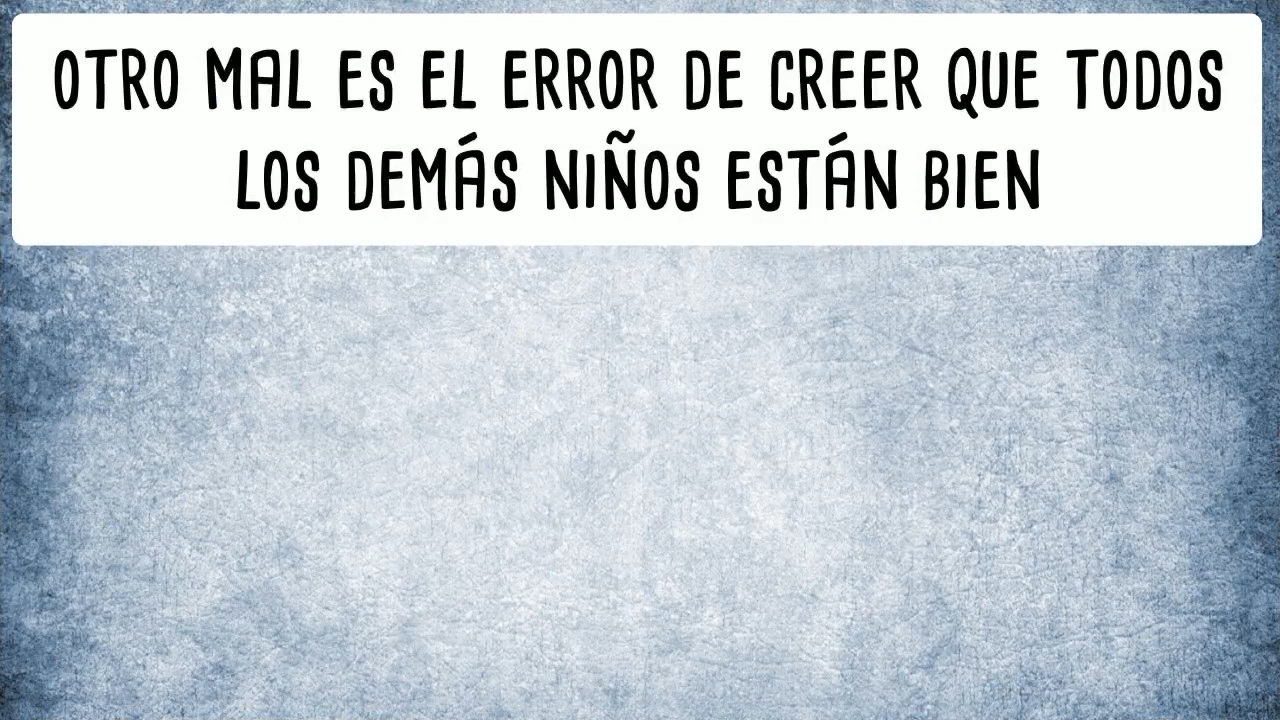 OTRO MAL ES EL ERROR DE CREER QUE TODOS
LOS DEMÁS NIÑOS ESTÁN BIEN